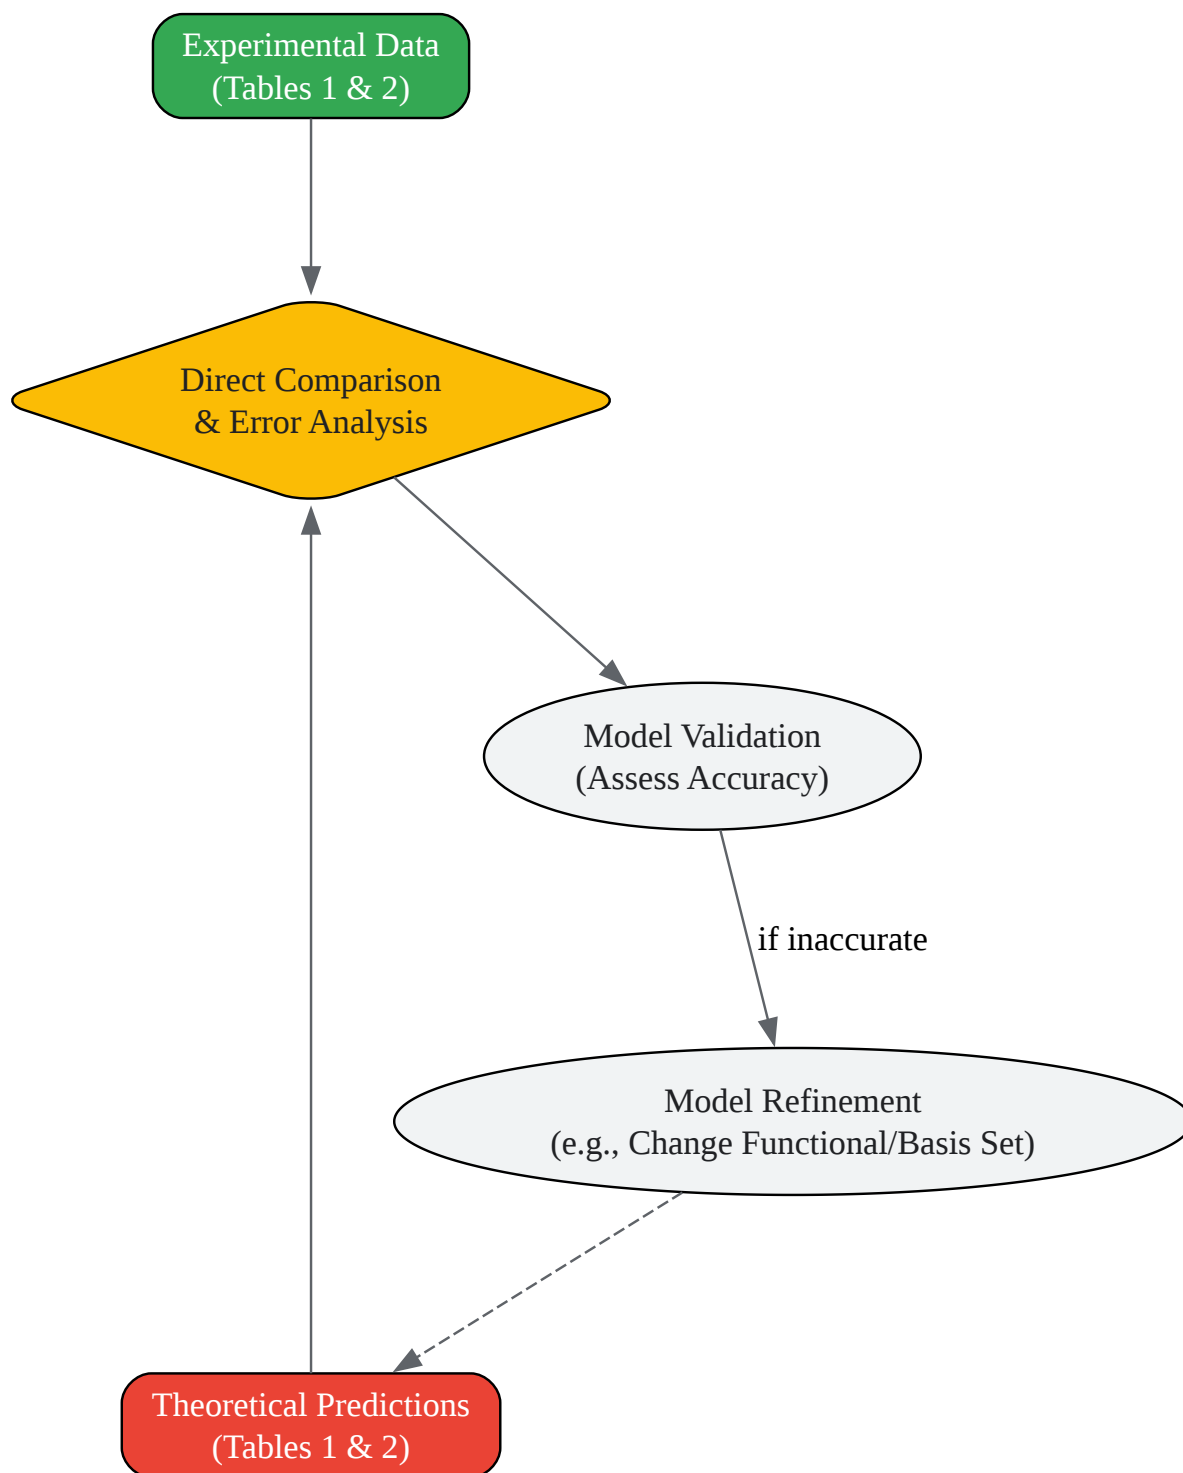 Experimental Data
(Tables 1 & 2)
Direct Comparison
& Error Analysis
Model Validation
(Assess Accuracy)
if inaccurate
Model Refinement
(e.g., Change Functional/Basis Set)
Theoretical Predictions
(Tables 1 & 2)